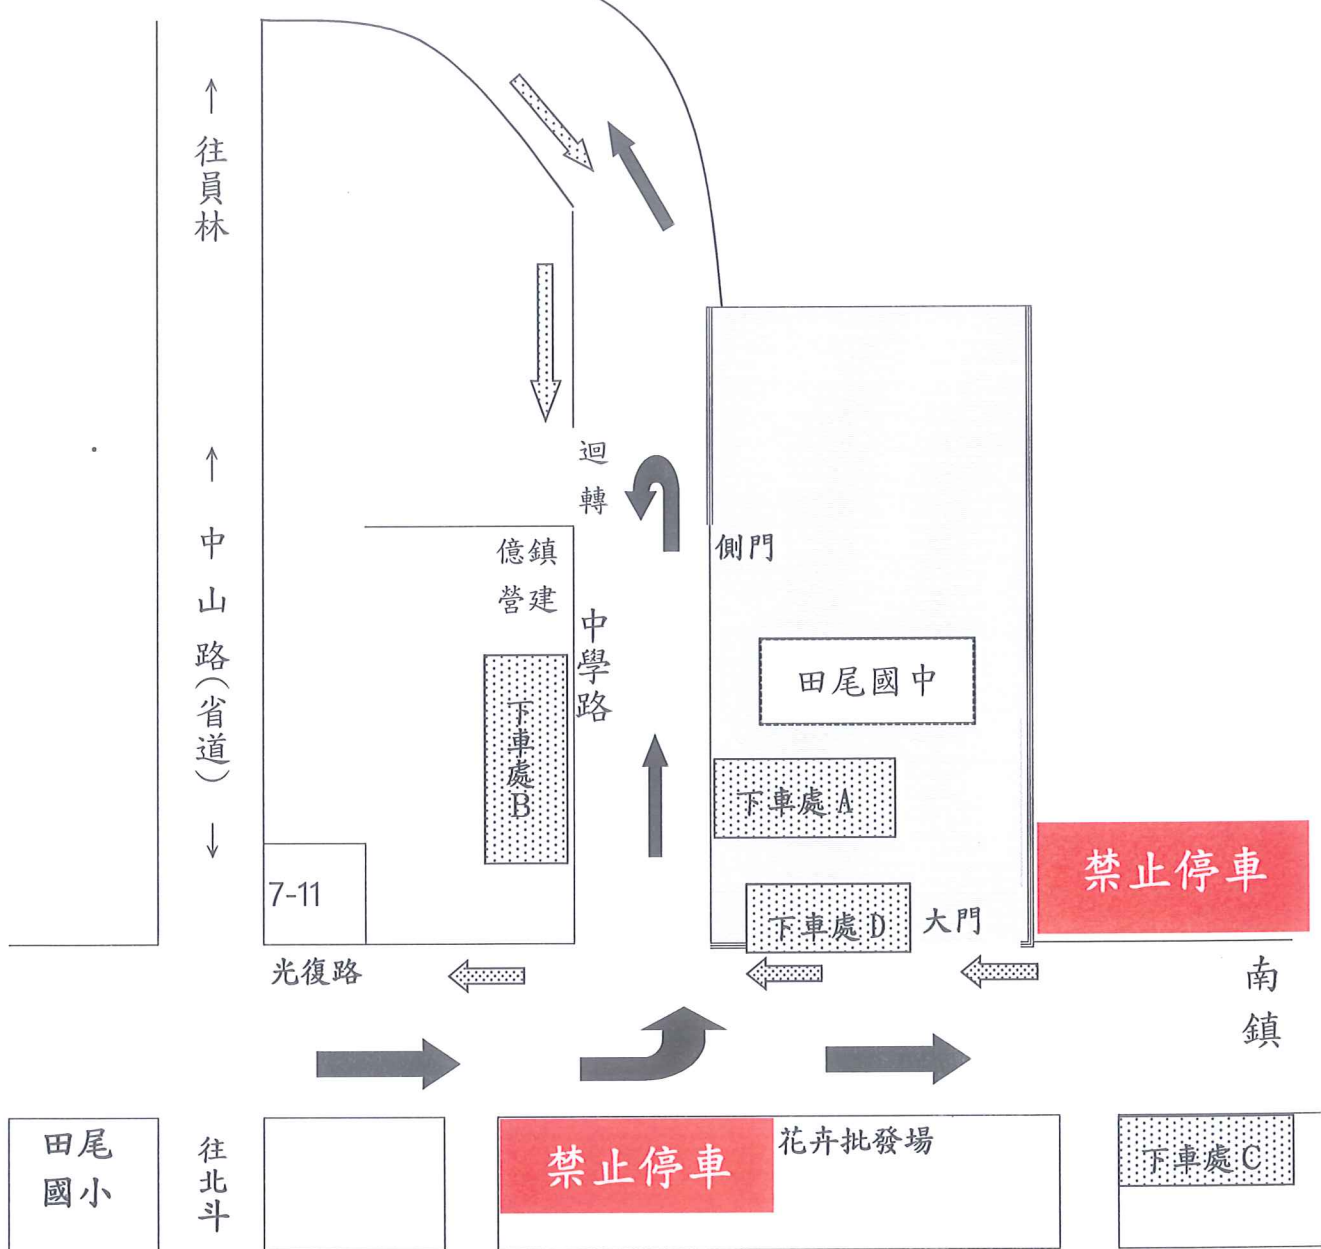 往員林
中山路(省道)
迴轉
側門
億鎮
營建
中學路
田尾國中
下車處B
下車處A
禁止停車
7-11
下車處D
大門
光復路
南鎮
田尾
國小
往北斗
禁止停車
花卉批發場
下車處C